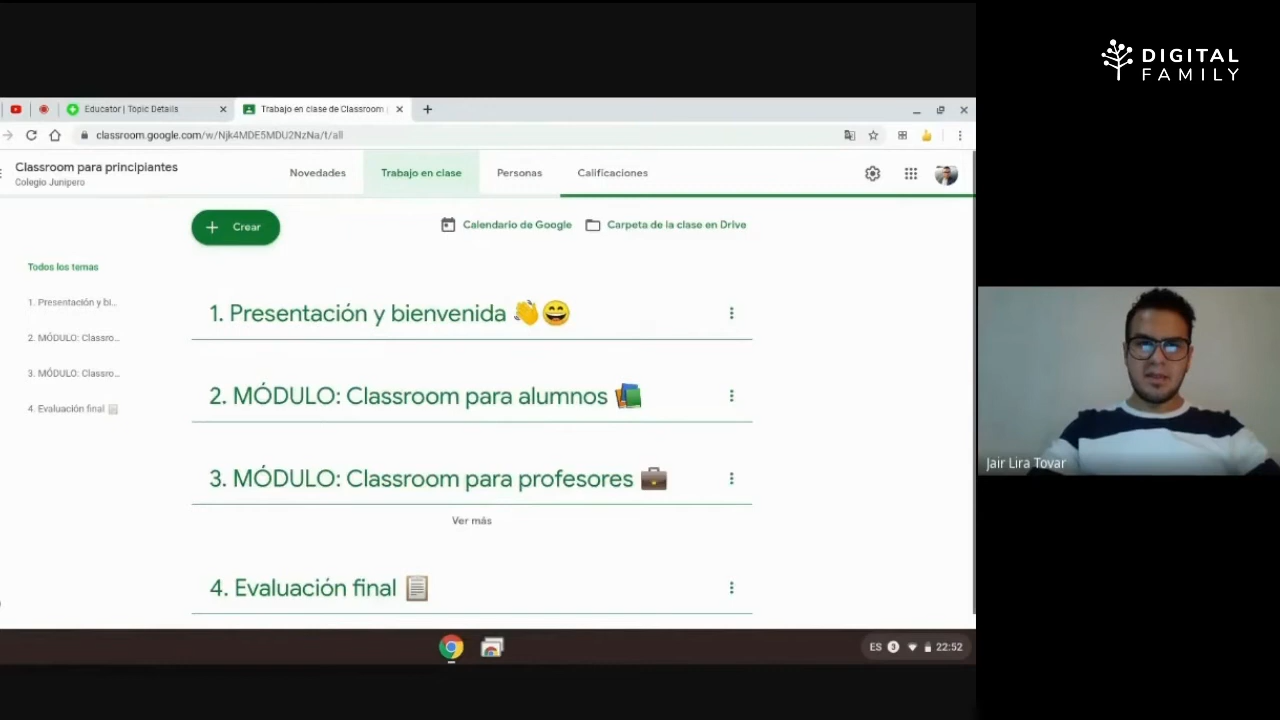 DIGITAL
FAMILY
Educator | Topic Details
Trabajo en clase de Classroom
classroom.google.com/w/Njk4MDE5MDU2NzNa/t/all
Classroom para principiantes
Colegio Junipero
Novedades
Trabajo en clase
Personas
Calificaciones
Crear
Calendario de Google
Carpeta de la clase en Drive
Todos los temas
1. Presentación y bi...
2. MÓDULO: Classro...
3. MÓDULO: Classro...
4. Evaluación final
1. Presentación y bienvenida 👋😄
2. MÓDULO: Classroom para alumnos 📚
3. MÓDULO: Classroom para profesores 💼
Ver más
4. Evaluación final 📋
Jair Lira Tovar
ES 3 22:52